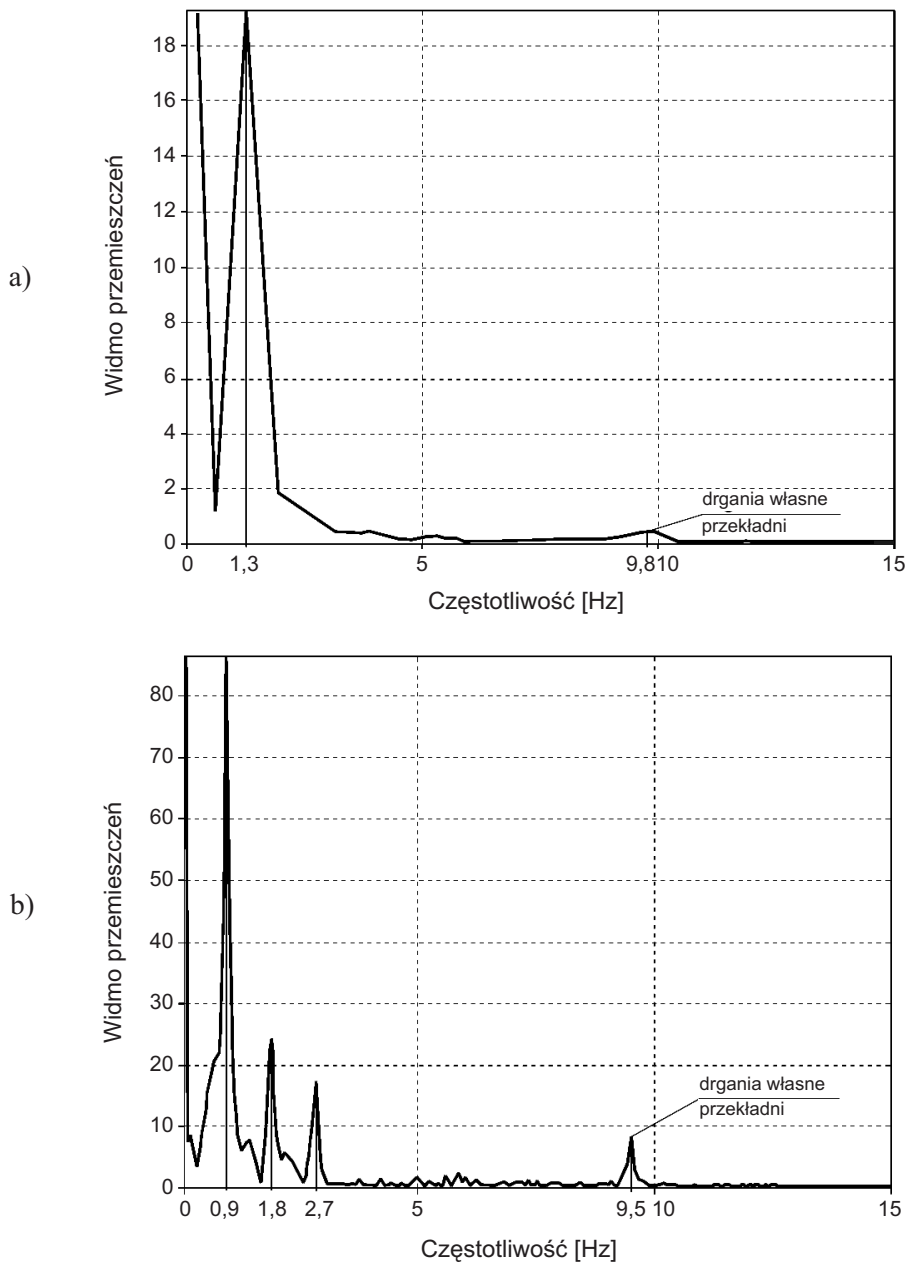 a)
Widmo przemieszczeń
18
16
14
12
10
8
6
4
2
0
drgania własne
przekładni
0 1,3 5 9,810 15
Częstotliwość [Hz]
b)
Widmo przemieszczeń
80
70
60
50
40
30
20
10
0
drgania własne
przekładni
0 0,9 1,8 2,7 5 9,5 10 15
Częstotliwość [Hz]